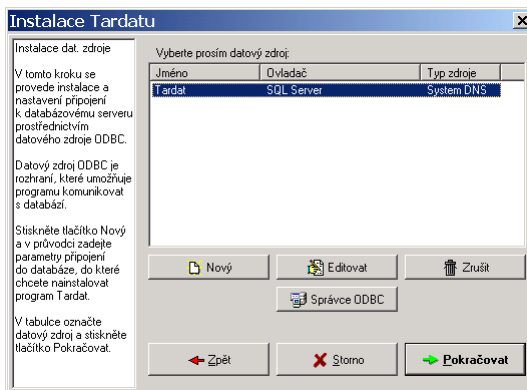 Instalace Tardatu
Instalace dat. zdroje
V tomto kroku se
provede instalace a
nastavení připojení
k databázovému serveru
prostřednictvím
datového zdroje ODBC.
Datový zdroj ODBC je
rozhraní, které umožňuje
programu komunikovat
s databází.
Stiskněte tlačítko Nový
a v průvodci zadejte
parametry připojení
do databáze, do které
chcete nainstalovat
program Tardat.
V tabulce označte
datový zdroj a stiskněte
tlačítko Pokračovat.
Vyberte prosím datový zdroj:
Jméno Ovladač Typ zdroje
Tardat SQL Server System DNS
Nový Editovat Zrušit
Správce ODBC
Zpět Storno Pokračovat